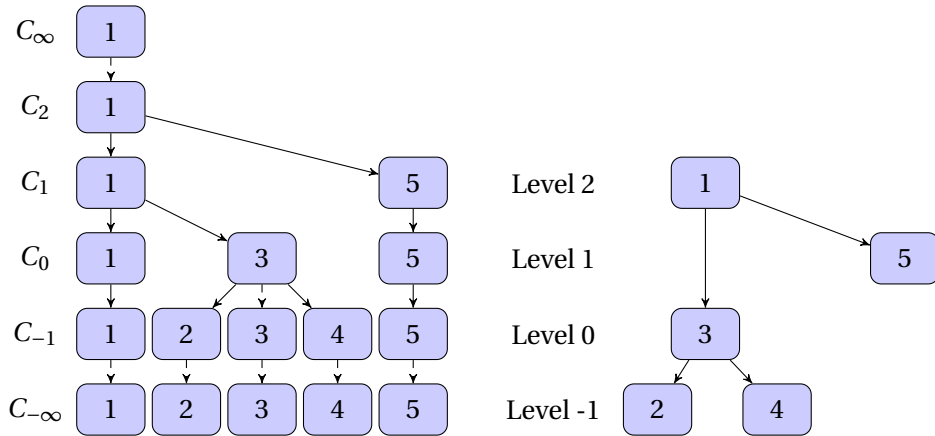 C∞ 1
C₂ 1
C₁ 1 5
C₀ 1 3 5
C₋₁ 1 2 3 4 5
C₋∞ 1 2 3 4 5
Level 2 1
Level 1 5
Level 0 3
Level -1 2 4